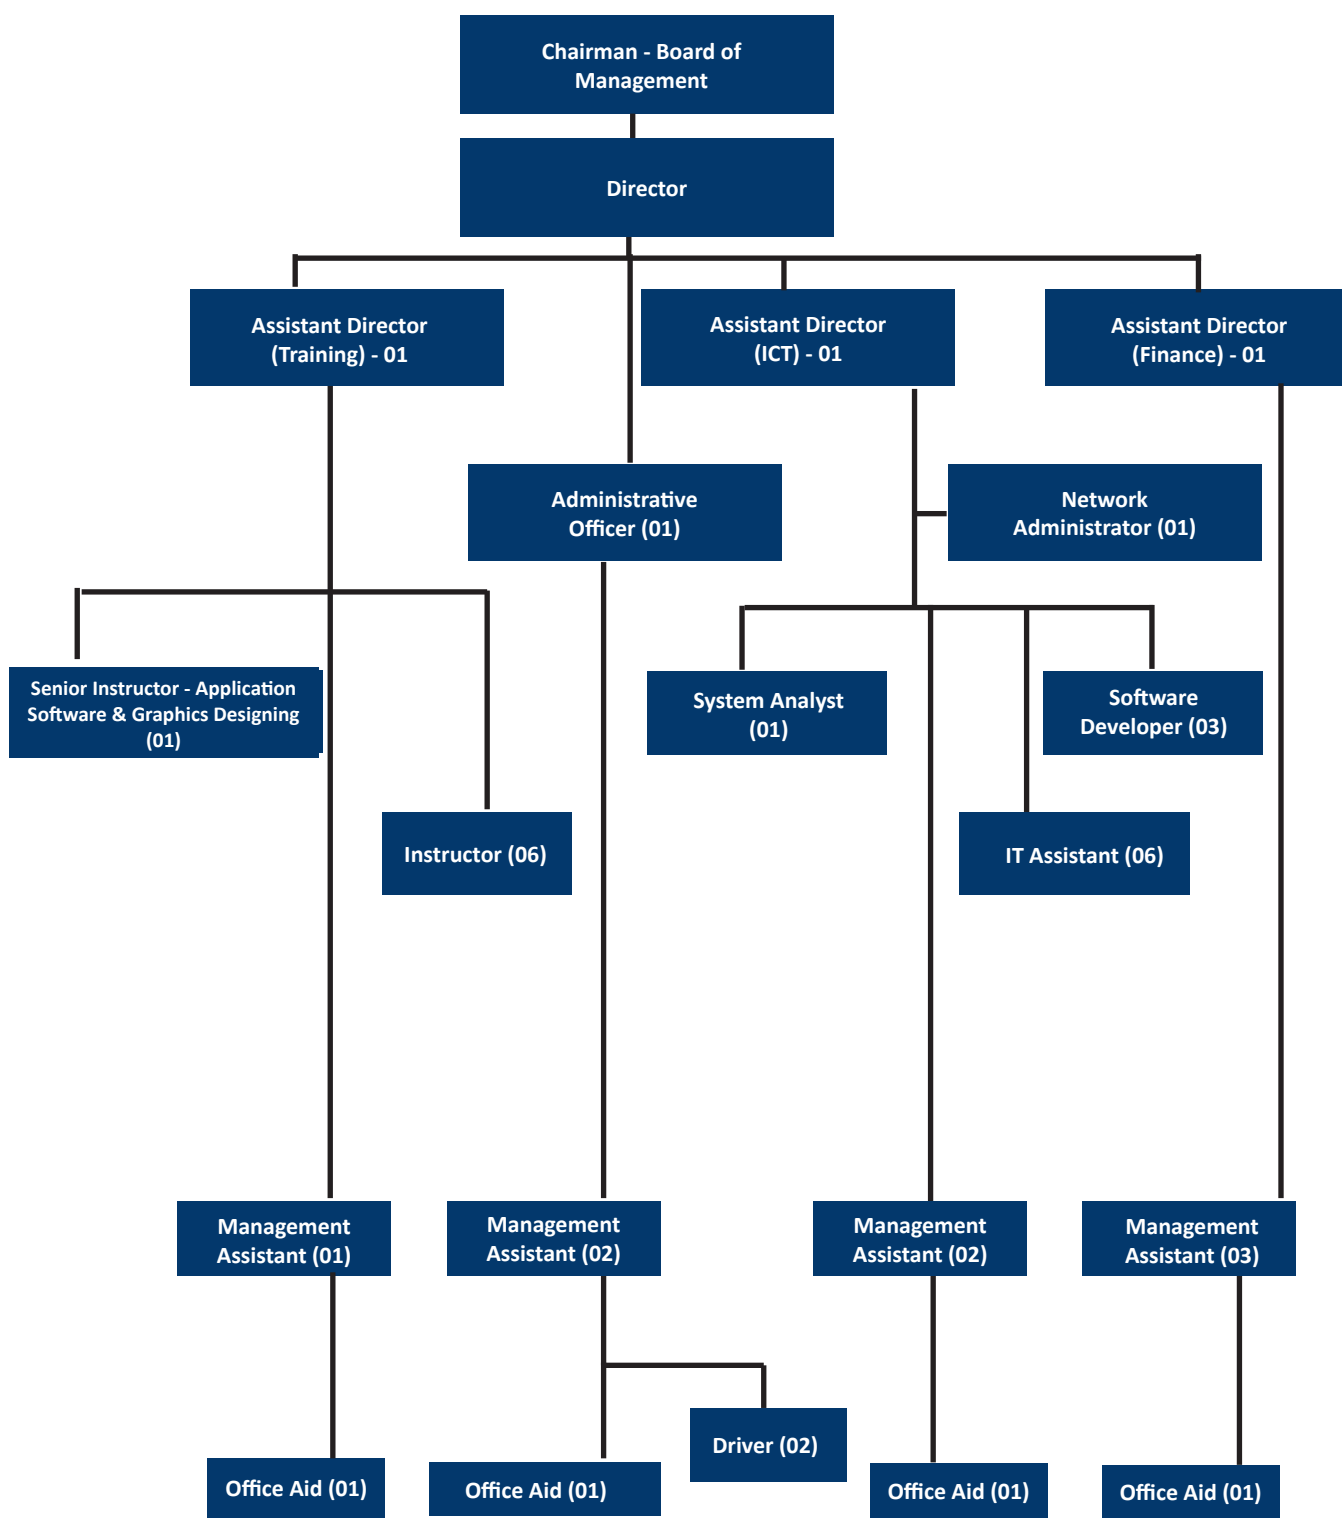 Chairman - Board of
Management
Director
Assistant Director
(Training) - 01
Assistant Director
(ICT) - 01
Assistant Director
(Finance) - 01
Administrative
Officer (01)
Network
Administrator (01)
Senior Instructor - Application
Software & Graphics Designing
(01)
System Analyst
(01)
Software
Developer (03)
Instructor (06)
IT Assistant (06)
Management
Assistant (01)
Management
Assistant (02)
Management
Assistant (02)
Management
Assistant (03)
Driver (02)
Office Aid (01)
Office Aid (01)
Office Aid (01)
Office Aid (01)